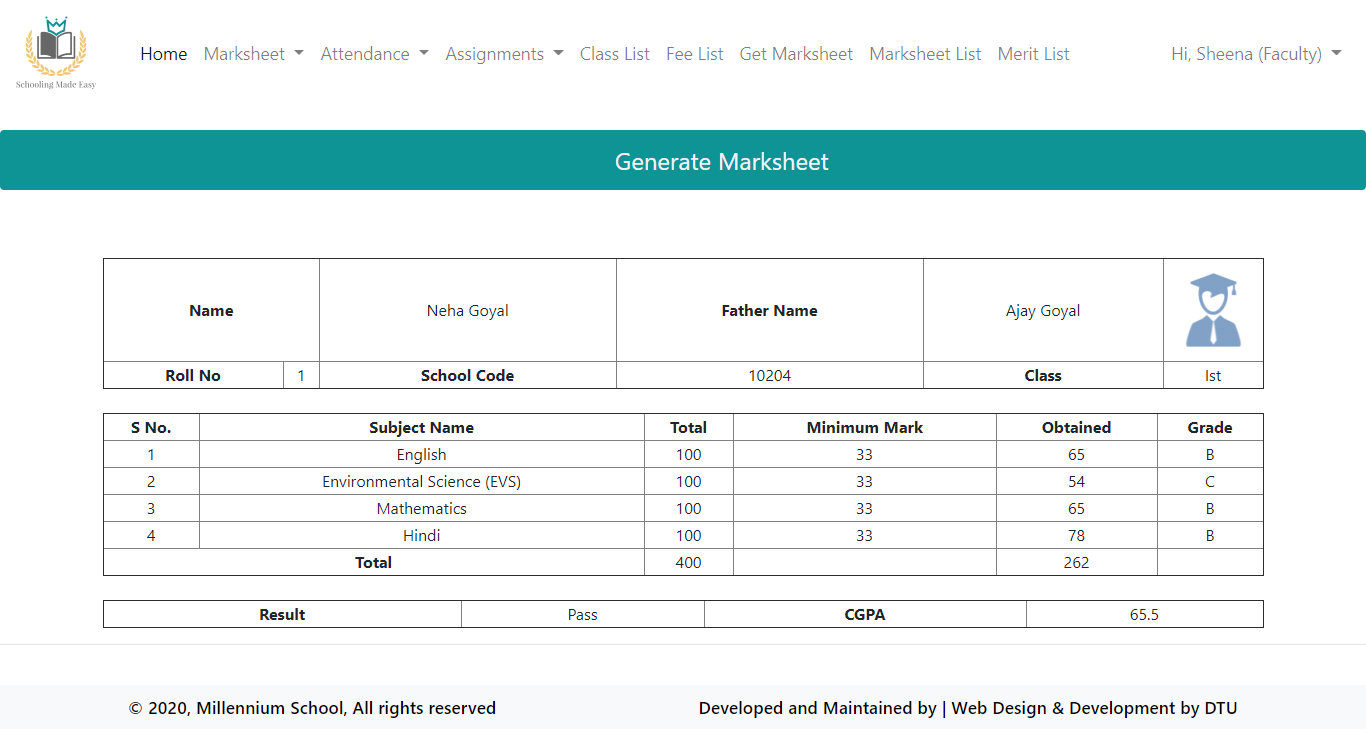 Schooling Made Easy
Home Marksheet Attendance Assignments Class List Fee List Get Marksheet Marksheet List Merit List Hi, Sheena (Faculty)
Generate Marksheet
Name Neha Goyal Father Name Ajay Goyal
Roll No 1 School Code 10204 Class Ist
S No. Subject Name Total Minimum Mark Obtained Grade
1 English 100 33 65 B
2 Environmental Science (EVS) 100 33 54 C
3 Mathematics 100 33 65 B
4 Hindi 100 33 78 B
Total 400 262
Result Pass CGPA 65.5
© 2020, Millennium School, All rights reserved Developed and Maintained by | Web Design & Development by DTU